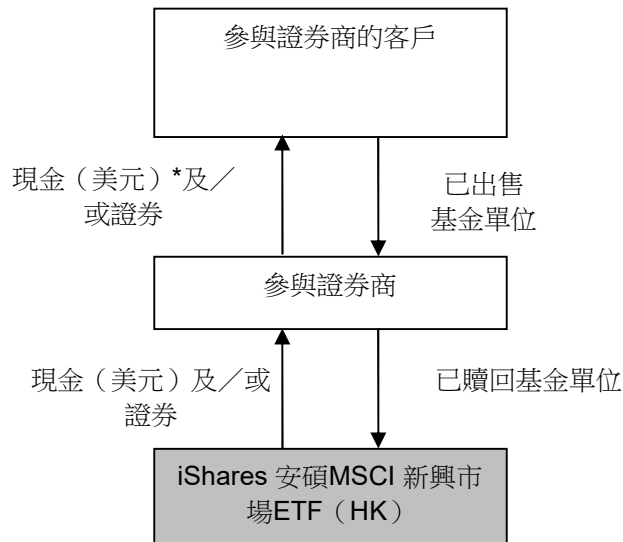 參與證券商的客戶
現金（美元）*及／
或證券
已出售
基金單位
參與證券商
現金（美元）及／或
證券
已贖回基金單位
iShares 安碩MSCI 新興市
場ETF（HK）